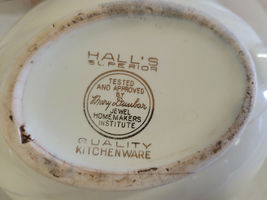 HALL'S
SUPERIOR
TESTED
AND APPROVED
BY
Mary Dunbar
JEWEL
HOMEMAKERS
INSTITUTE
QUALITY
KITCHENWARE